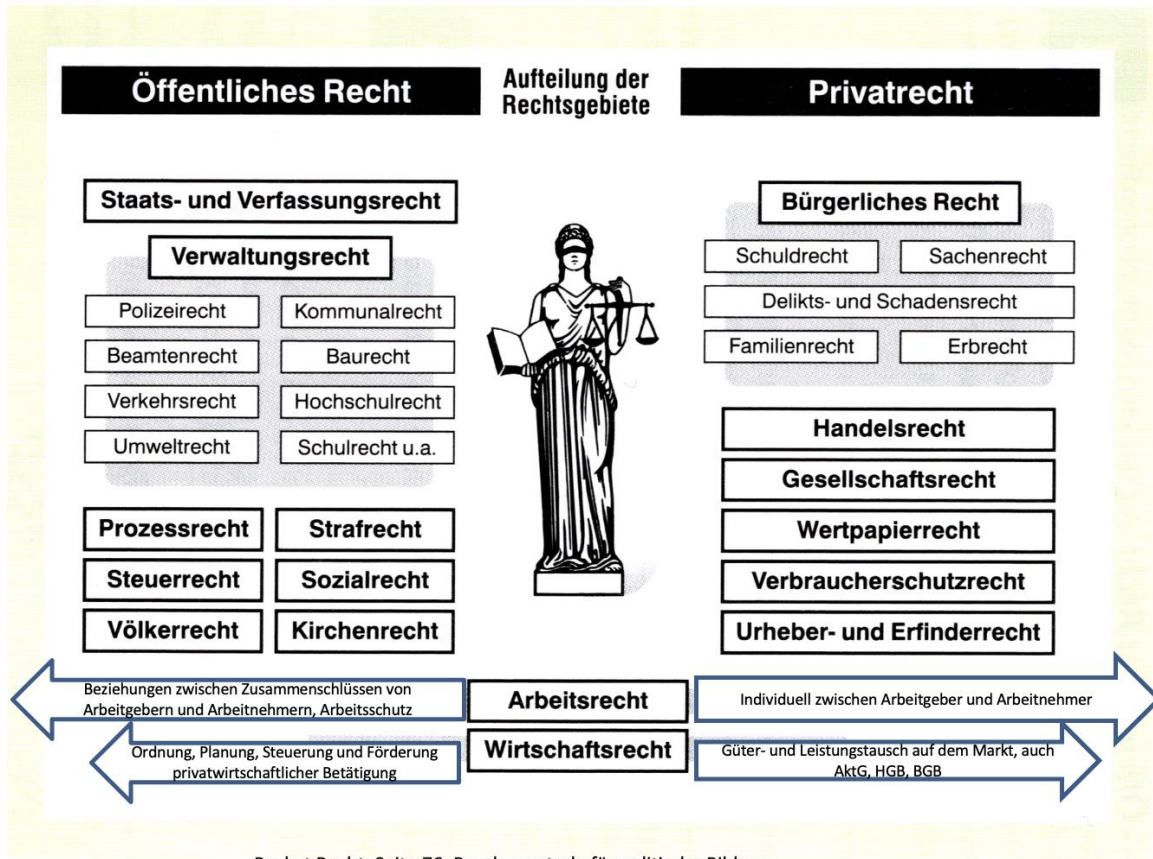 Öffentliches Recht
Aufteilung der
Rechtsgebiete
Privatrecht
Staats- und Verfassungsrecht
Verwaltungsrecht
Polizeirecht
Kommunalrecht
Beamtenrecht
Baurecht
Verkehrsrecht
Hochschulrecht
Umweltrecht
Schulrecht u.a.
Prozessrecht
Strafrecht
Steuerrecht
Sozialrecht
Völkerrecht
Kirchenrecht
Bürgerliches Recht
Schuldrecht
Sachenrecht
Delikts- und Schadensrecht
Familienrecht
Erbrecht
Handelsrecht
Gesellschaftsrecht
Wertpapierrecht
Verbraucherschutzrecht
Urheber- und Erfinderrecht
Beziehungen zwischen Zusammenschlüssen von
Arbeitgebern und Arbeitnehmern, Arbeitsschutz
Arbeitsrecht
Individuell zwischen Arbeitgeber und Arbeitnehmer
Ordnung, Planung, Steuerung und Förderung
privatwirtschaftlicher Betätigung
Wirtschaftsrecht
Güter- und Leistungstausch auf dem Markt, auch
AktG, HGB, BGB